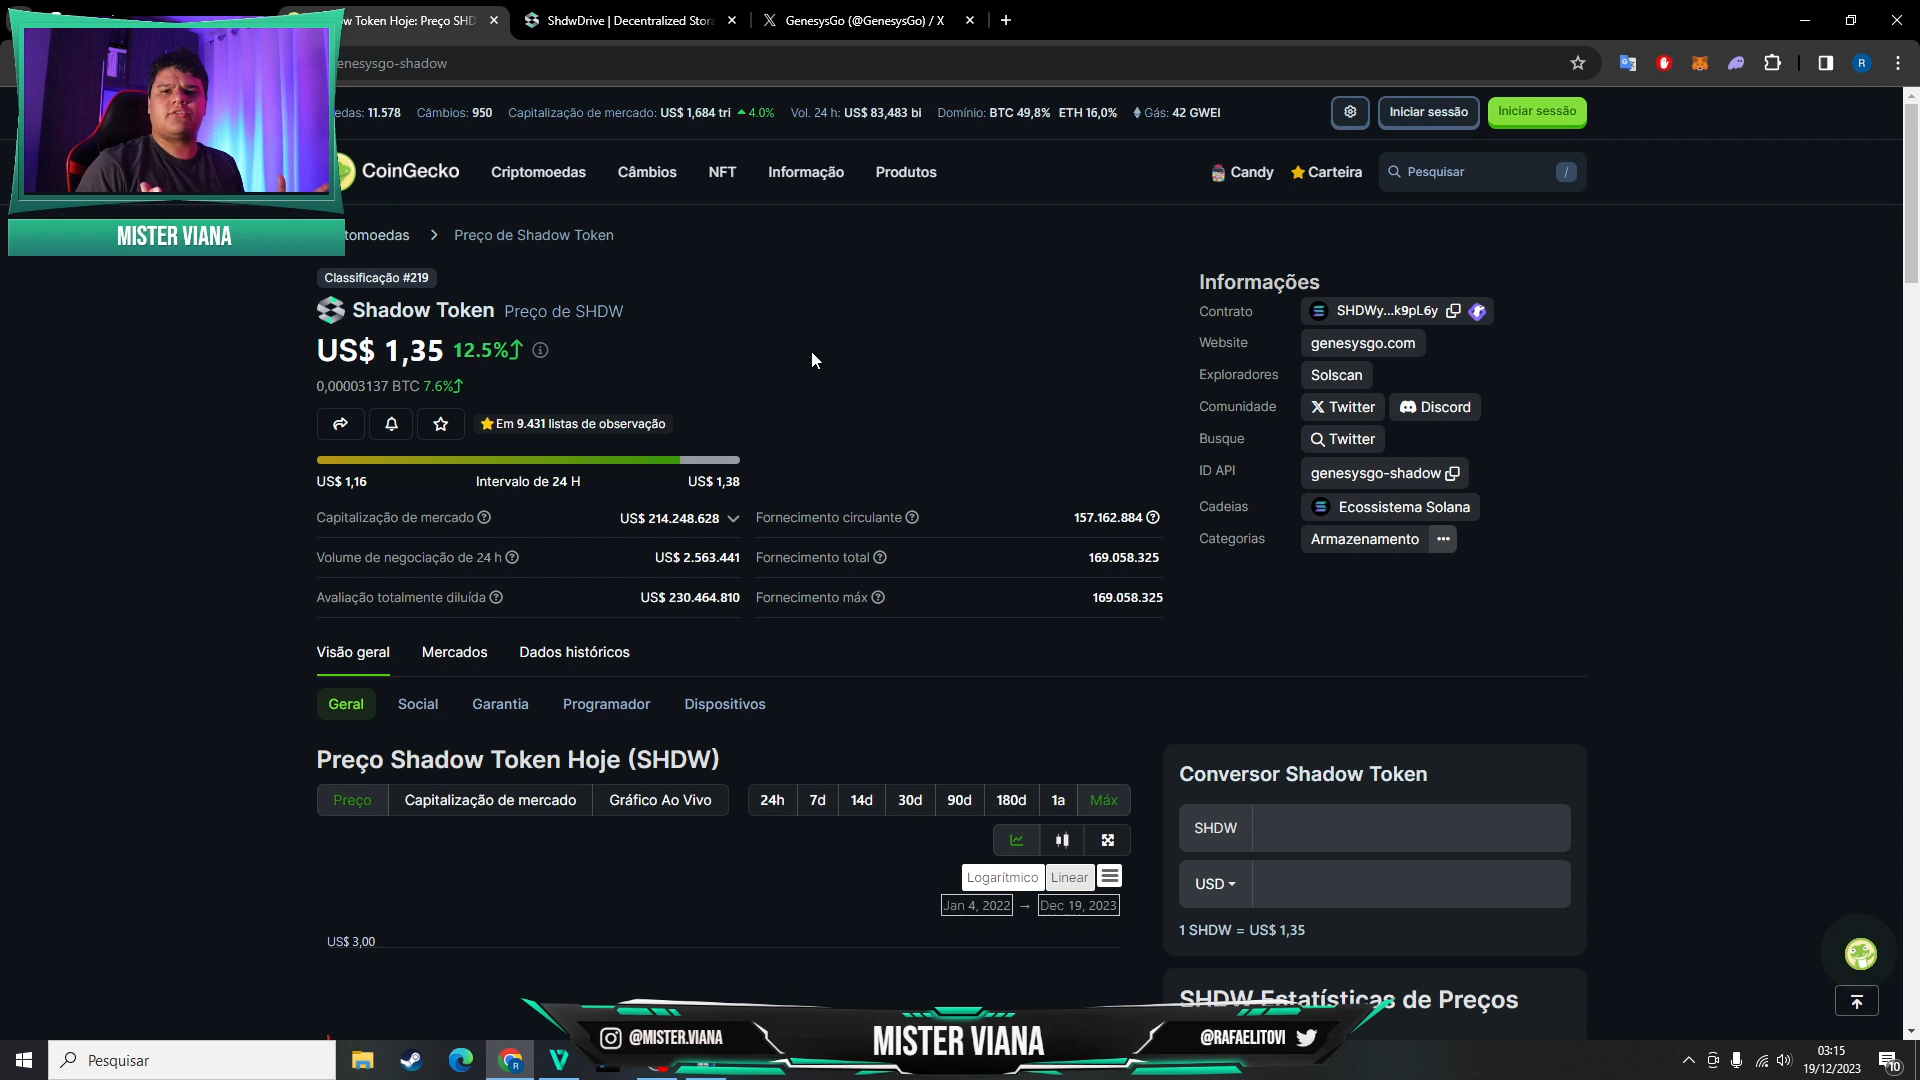 w Token Hoje: Preço SHD
ShdwDrive | Decentralized Stora
GenesysGo (@GenesysGo) / X
enesysgo-shadow
R
edas: 11.578
Câmbios: 950
Capitalização de mercado: US$ 1,684 tri 4.0%
Vol. 24 h: US$ 83,483 bi
Domínio: BTC 49,8% ETH 16,0%
Gás: 42 GWEI
Iniciar sessão
Iniciar sessão
CoinGecko
Criptomoedas
Câmbios
NFT
Informação
Produtos
Candy
Carteira
Pesquisar
/
MISTER VIANA
tomoedas
Preço de Shadow Token
Classificação #219
Shadow Token Preço de SHDW
US$ 1,35 12.5%
0,00003137 BTC 7.6%
Em 9.431 listas de observação
US$ 1,16
Intervalo de 24 H
US$ 1,38
Capitalização de mercado
US$ 214.248.628
Fornecimento circulante
157.162.884
Volume de negociação de 24 h
US$ 2.563.441
Fornecimento total
169.058.325
Avaliação totalmente diluída
US$ 230.464.810
Fornecimento máx
169.058.325
Informações
Contrato
SHDWy...k9pL6y
Website
genesysgo.com
Exploradores
Solscan
Comunidade
Twitter
Discord
Busque
Twitter
ID API
genesysgo-shadow
Cadeias
Ecossistema Solana
Categorias
Armazenamento
•••
Visão geral
Mercados
Dados históricos
Geral
Social
Garantia
Programador
Dispositivos
Preço Shadow Token Hoje (SHDW)
Preço
Capitalização de mercado
Gráfico Ao Vivo
24h
7d
14d
30d
90d
180d
1a
Máx
Logarítmico
Linear
Jan 4, 2022 → Dec 19, 2023
US$ 3,00
Conversor Shadow Token
SHDW
USD
1 SHDW = US$ 1,35
SHDW Estatísticas de Preços
@MISTER.VIANA
MISTER VIANA
@RAFAELITOVI
Pesquisar
03:15
19/12/2023
10